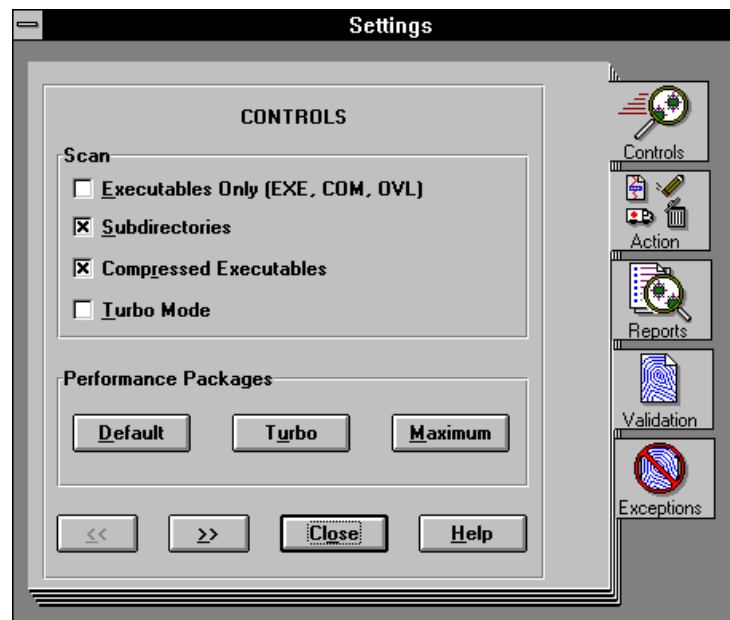 Settings
CONTROLS
Scan
Executables Only (EXE, COM, OVL)
Subdirectories
Compressed Executables
Turbo Mode
Performance Packages
Default Turbo Maximum
<< >> Close Help
Controls
Action
Reports
Validation
Exceptions